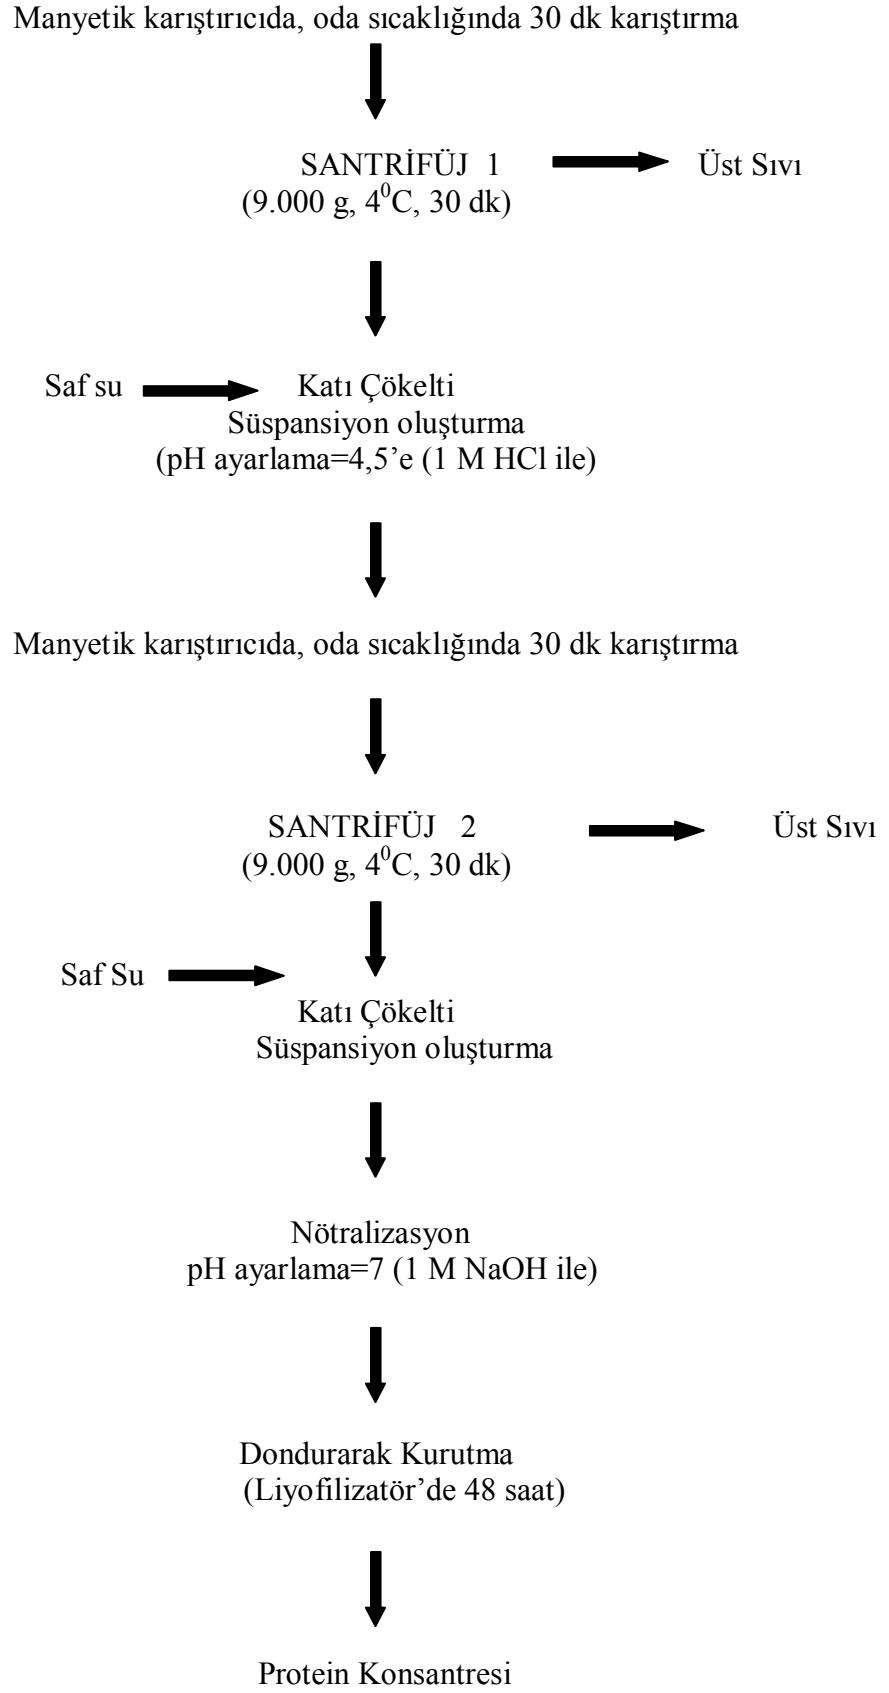 Manyetik karıştırıcıda, oda sıcaklığında 30 dk karıştırma
SANTRİFÜJ 1
Üst Sıvı
(9.000 g, 4⁰C, 30 dk)
Saf su
Katı Çökelti
Süspansiyon oluşturma
(pH ayarlama=4,5’e (1 M HCl ile)
Manyetik karıştırıcıda, oda sıcaklığında 30 dk karıştırma
SANTRİFÜJ 2
Üst Sıvı
(9.000 g, 4⁰C, 30 dk)
Saf Su
Katı Çökelti
Süspansiyon oluşturma
Nötralizasyon
pH ayarlama=7 (1 M NaOH ile)
Dondurarak Kurutma
(Liyofilizatör’de 48 saat)
Protein Konsantresi